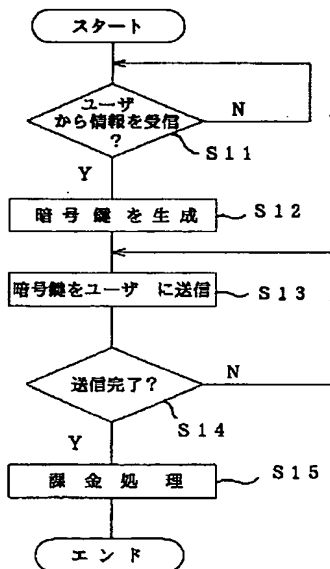 スタート
ユーザ
から情報を受信
?
N
S11
Y
暗号鍵を生成
S12
暗号鍵をユーザ に送信
S13
送信完了?
N
S14
Y
課金処理
S15
エンド